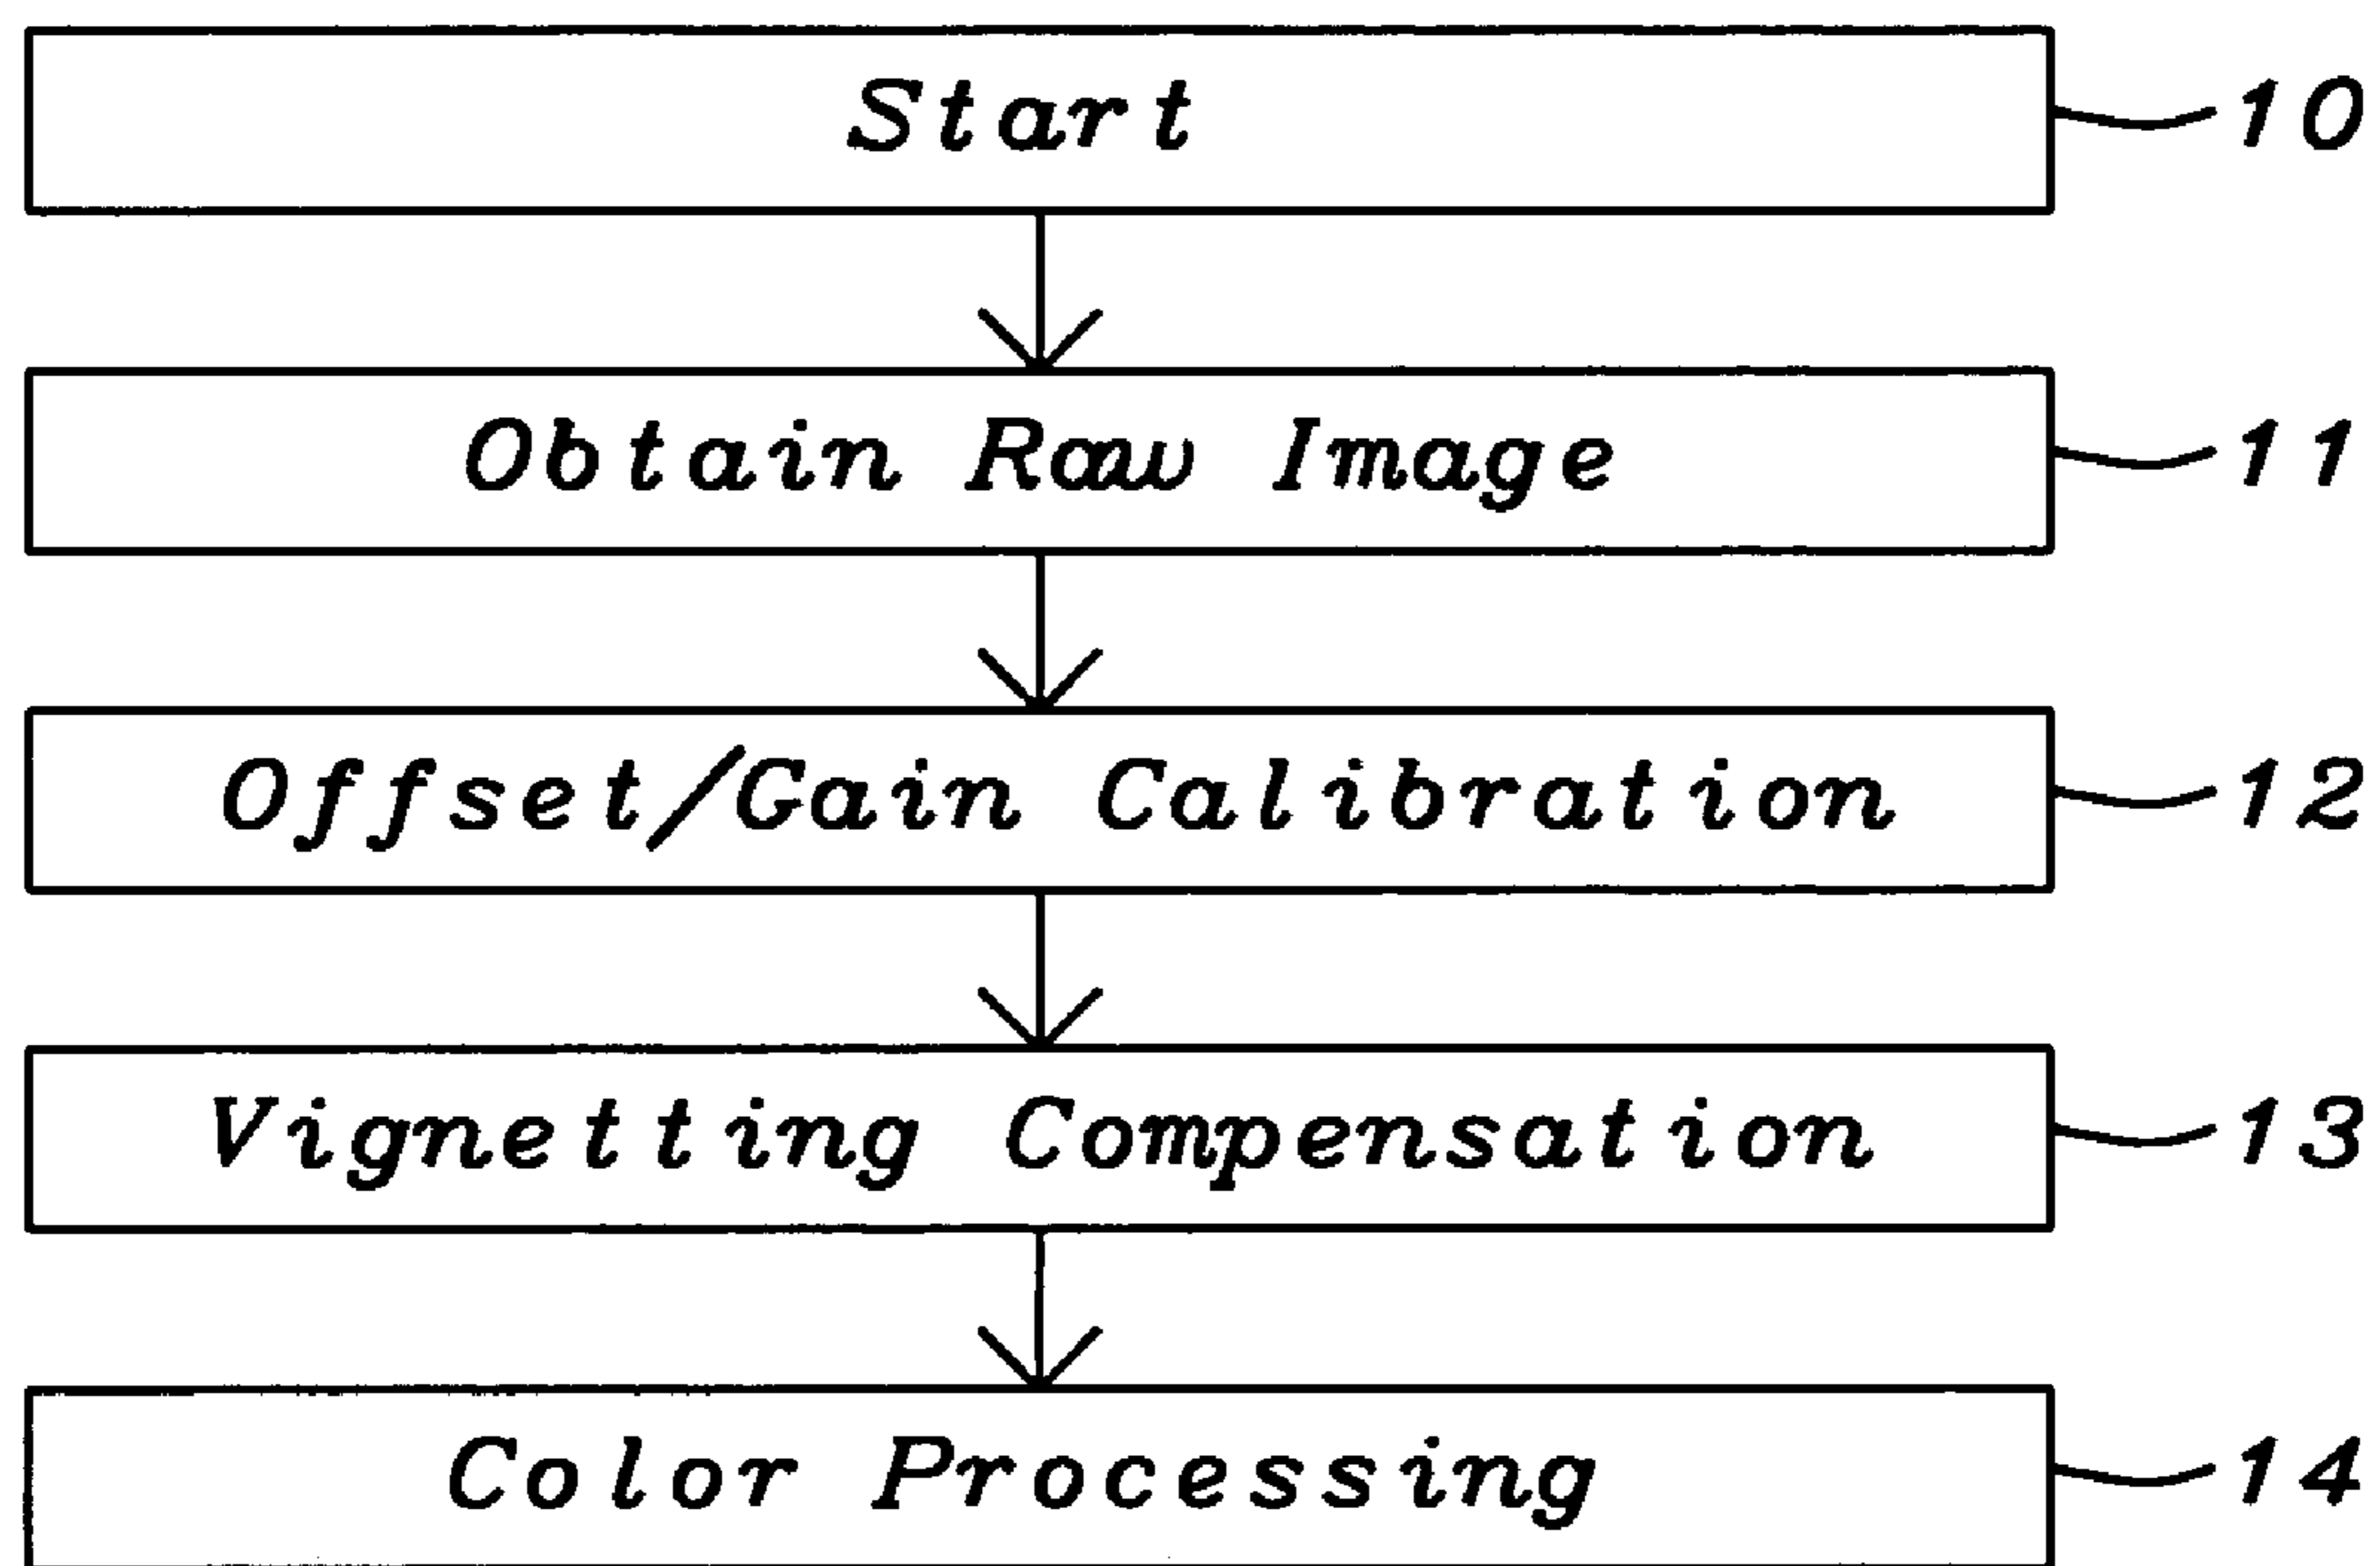 Start 10
Obtain Raw Image 11
Offset/Gain Calibration 12
Vignetting Compensation 13
Color Processing 14